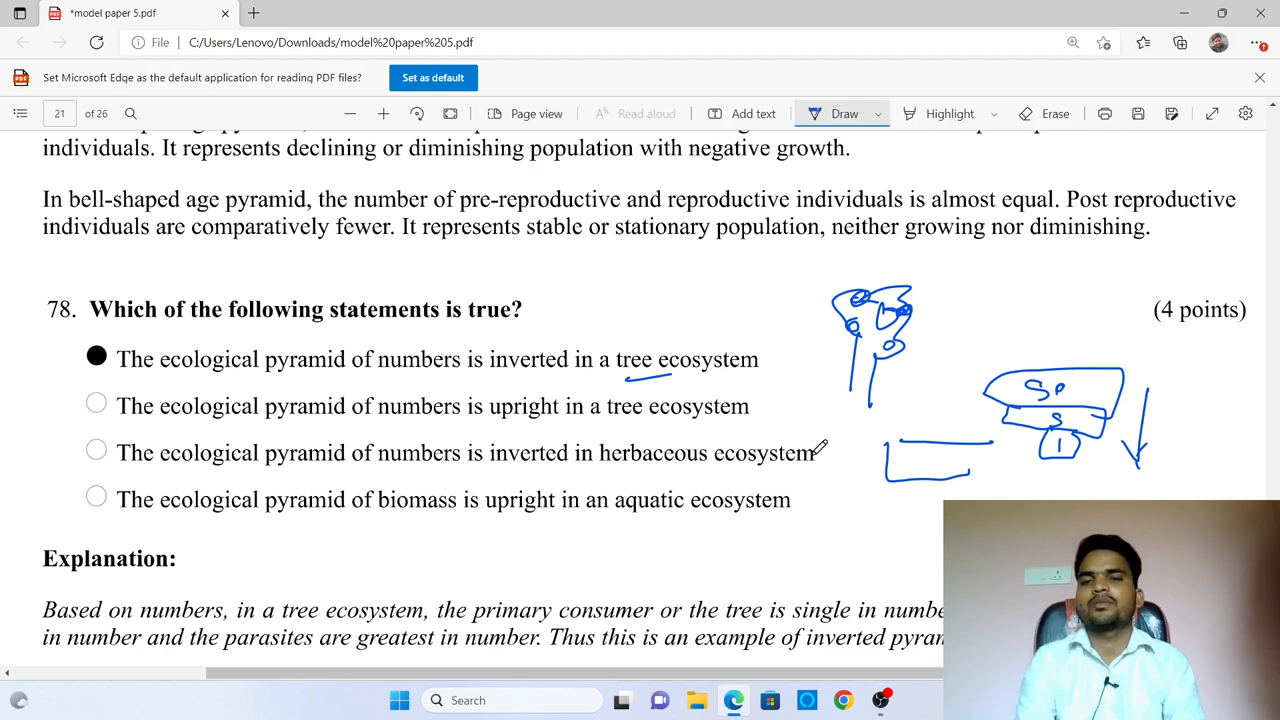 *model paper 5.pdf
File C:/Users/Lenovo/Downloads/model%20paper%205.pdf
Set Microsoft Edge as the default application for reading PDF files? Set as default
21 of 26 Page view Read aloud Add text Draw Highlight Erase
individuals. It represents declining or diminishing population with negative growth.
In bell-shaped age pyramid, the number of pre-reproductive and reproductive individuals is almost equal. Post reproductive
individuals are comparatively fewer. It represents stable or stationary population, neither growing nor diminishing.
78. Which of the following statements is true? (4 points)
The ecological pyramid of numbers is inverted in a tree ecosystem
The ecological pyramid of numbers is upright in a tree ecosystem
The ecological pyramid of numbers is inverted in herbaceous ecosystem
The ecological pyramid of biomass is upright in an aquatic ecosystem
SP
S
1
Explanation:
Based on numbers, in a tree ecosystem, the primary consumer or the tree is single in
in number and the parasites are greatest in number. Thus this is an example of inverted
Search